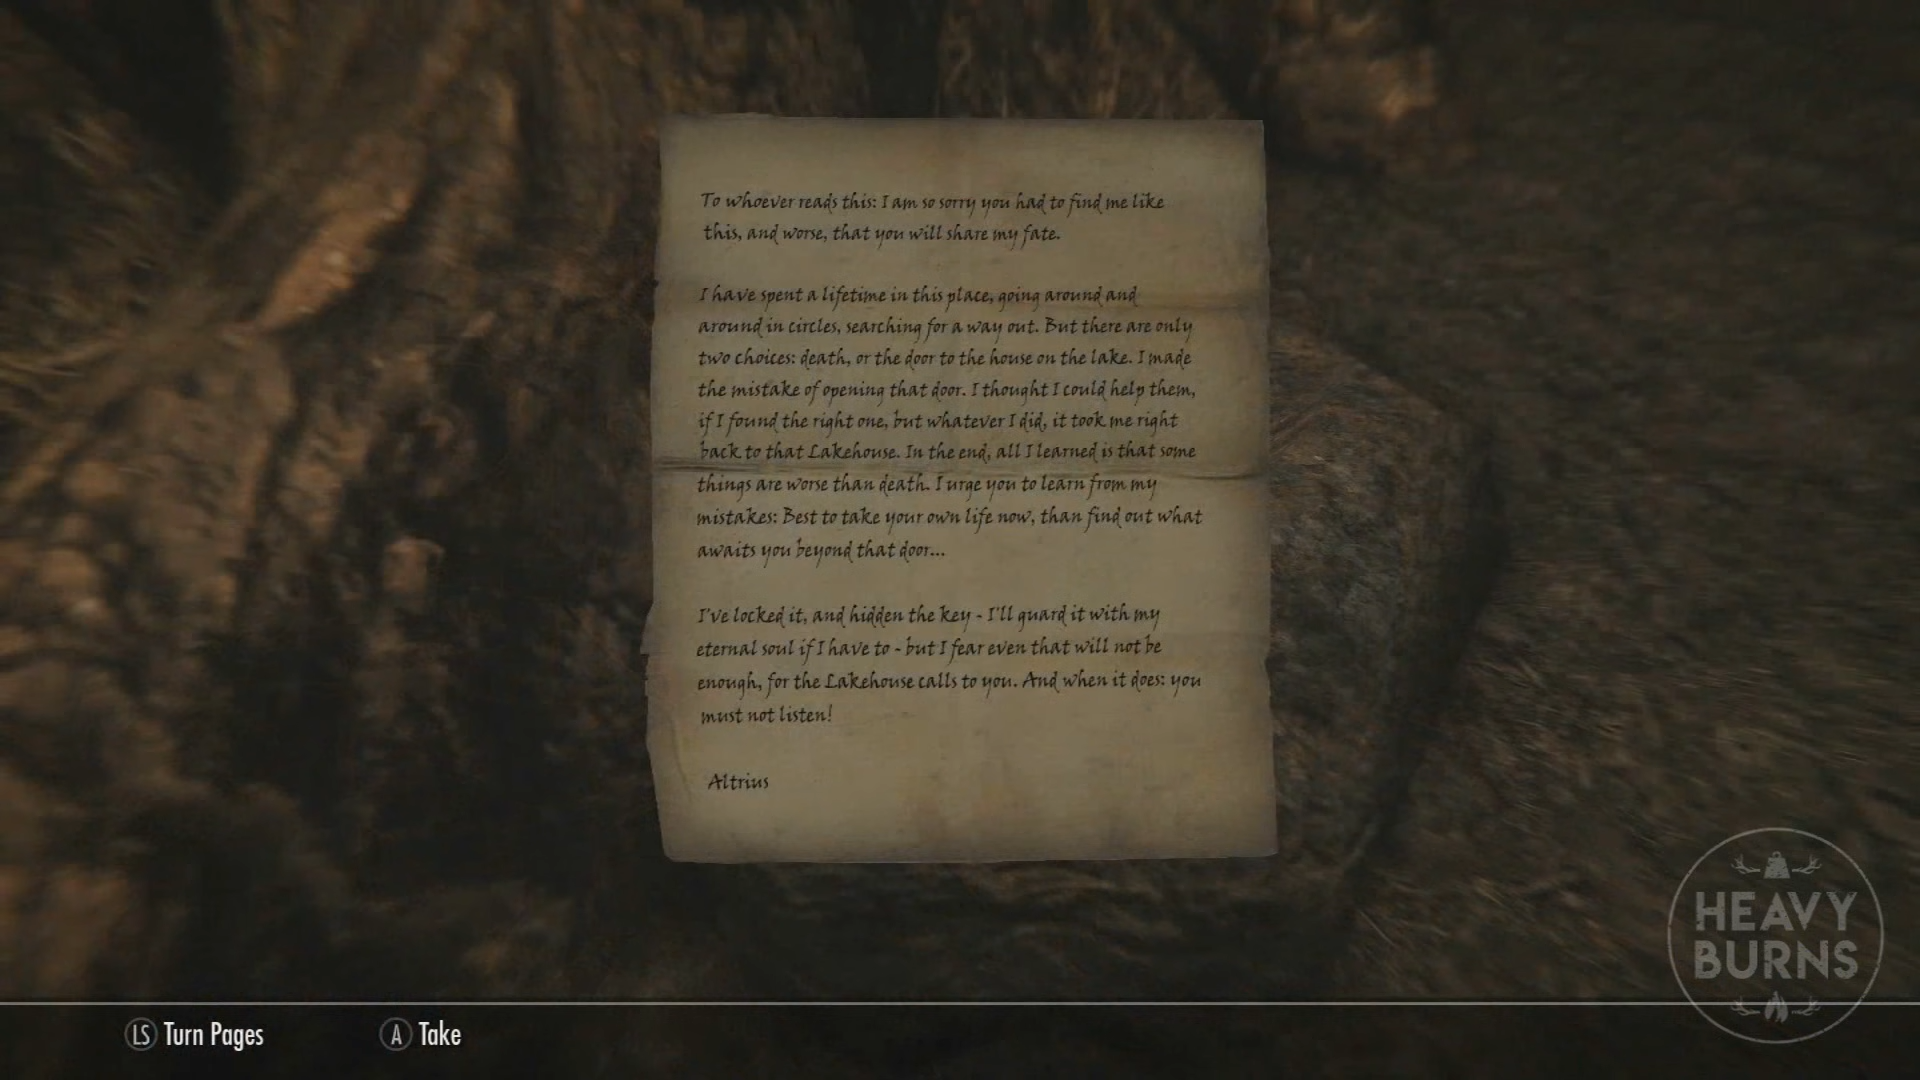 To whoever reads this: I am so sorry you had to find me like
this, and worse, that you will share my fate.
I have spent a lifetime in this place, going around and
around in circles, searching for a way out. But there are only
two choices: death, or the door to the house on the lake. I made
the mistake of opening that door. I thought I could help them,
if I found the right one, but whatever I did, it took me right
back to that Lakehouse. In the end, all I learned is that some
things are worse than death. I urge you to learn from my
mistakes: Best to take your own life now, than find out what
awaits you beyond that door...
I've locked it, and hidden the key - I'll guard it with my
eternal soul if I have to - but I fear even that will not be
enough, for the Lakehouse calls to you. And when it does: you
must not listen!
Altrius
HEAVY
BURNS
LS Turn Pages
A Take